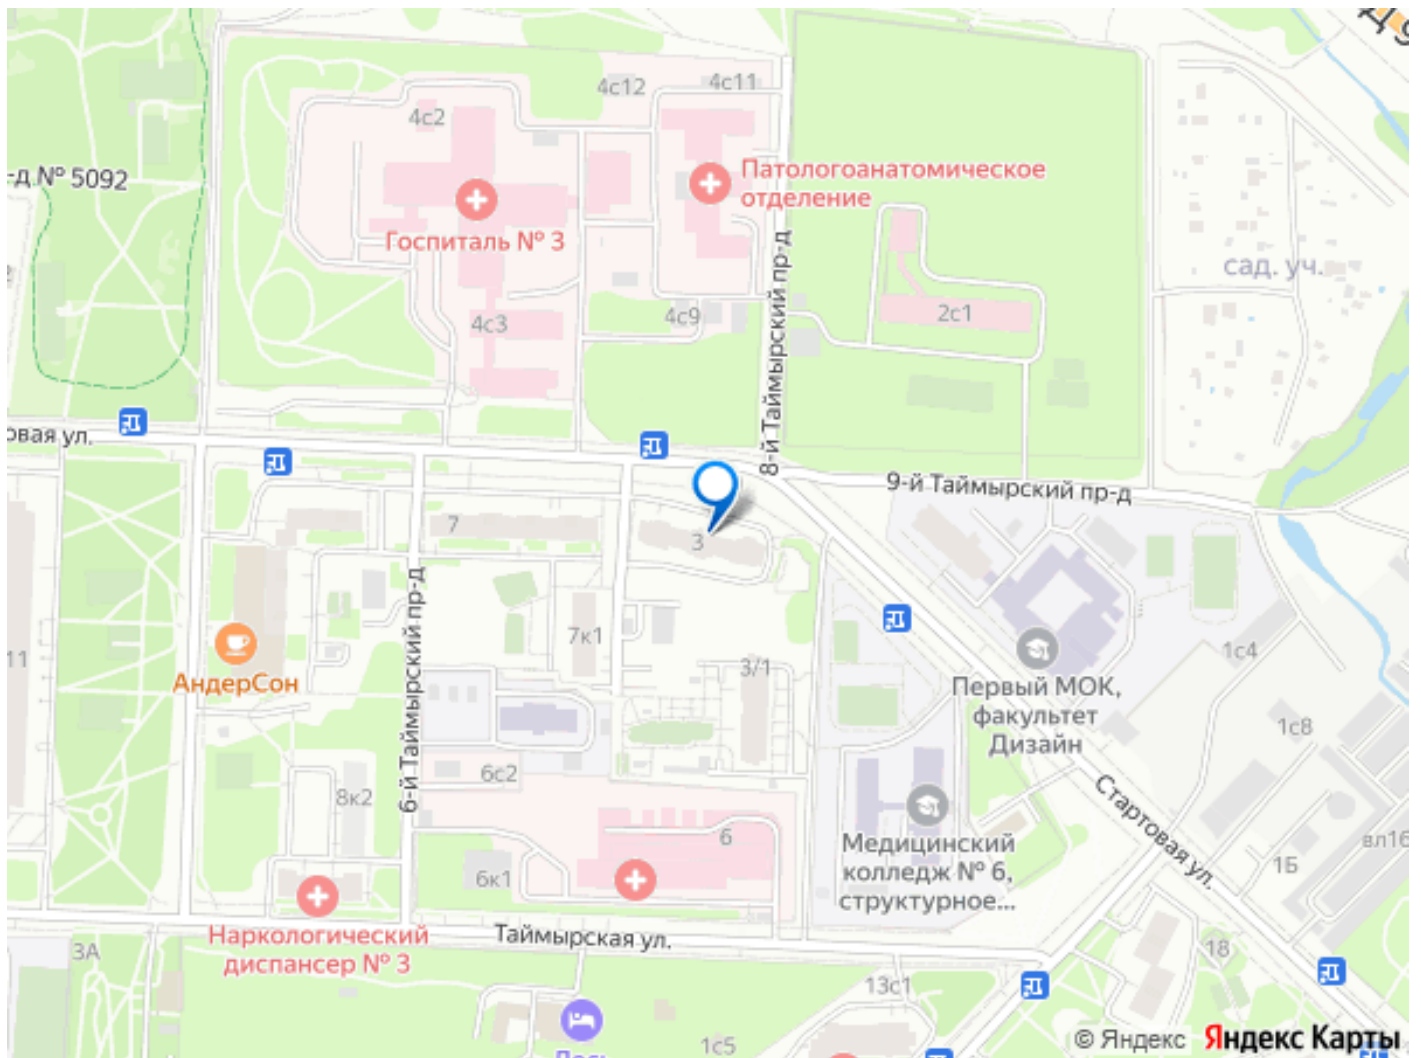 4с12
4с11
4с2
-д № 5092
Патологоанатомическое
отделение
Госпиталь № 3
сад. уч.
4с3
4с9
2с1
8-й Таймырский пр-д
овая ул.
9-й Таймырский пр-д
7
3
6-й Таймырский пр-д
7к1
11
АндерСон
3/1
1с4
Первый МОК,
факультет
Дизайн
1с8
6с2
8к2
Стартовая ул.
6
Медицинский
колледж № 6,
структурное...
вл16
1Б
6к1
Наркологический
диспансер № 3
Таймырская ул.
3А
18
13с1
1с5
© Яндекс Яндекс Карты